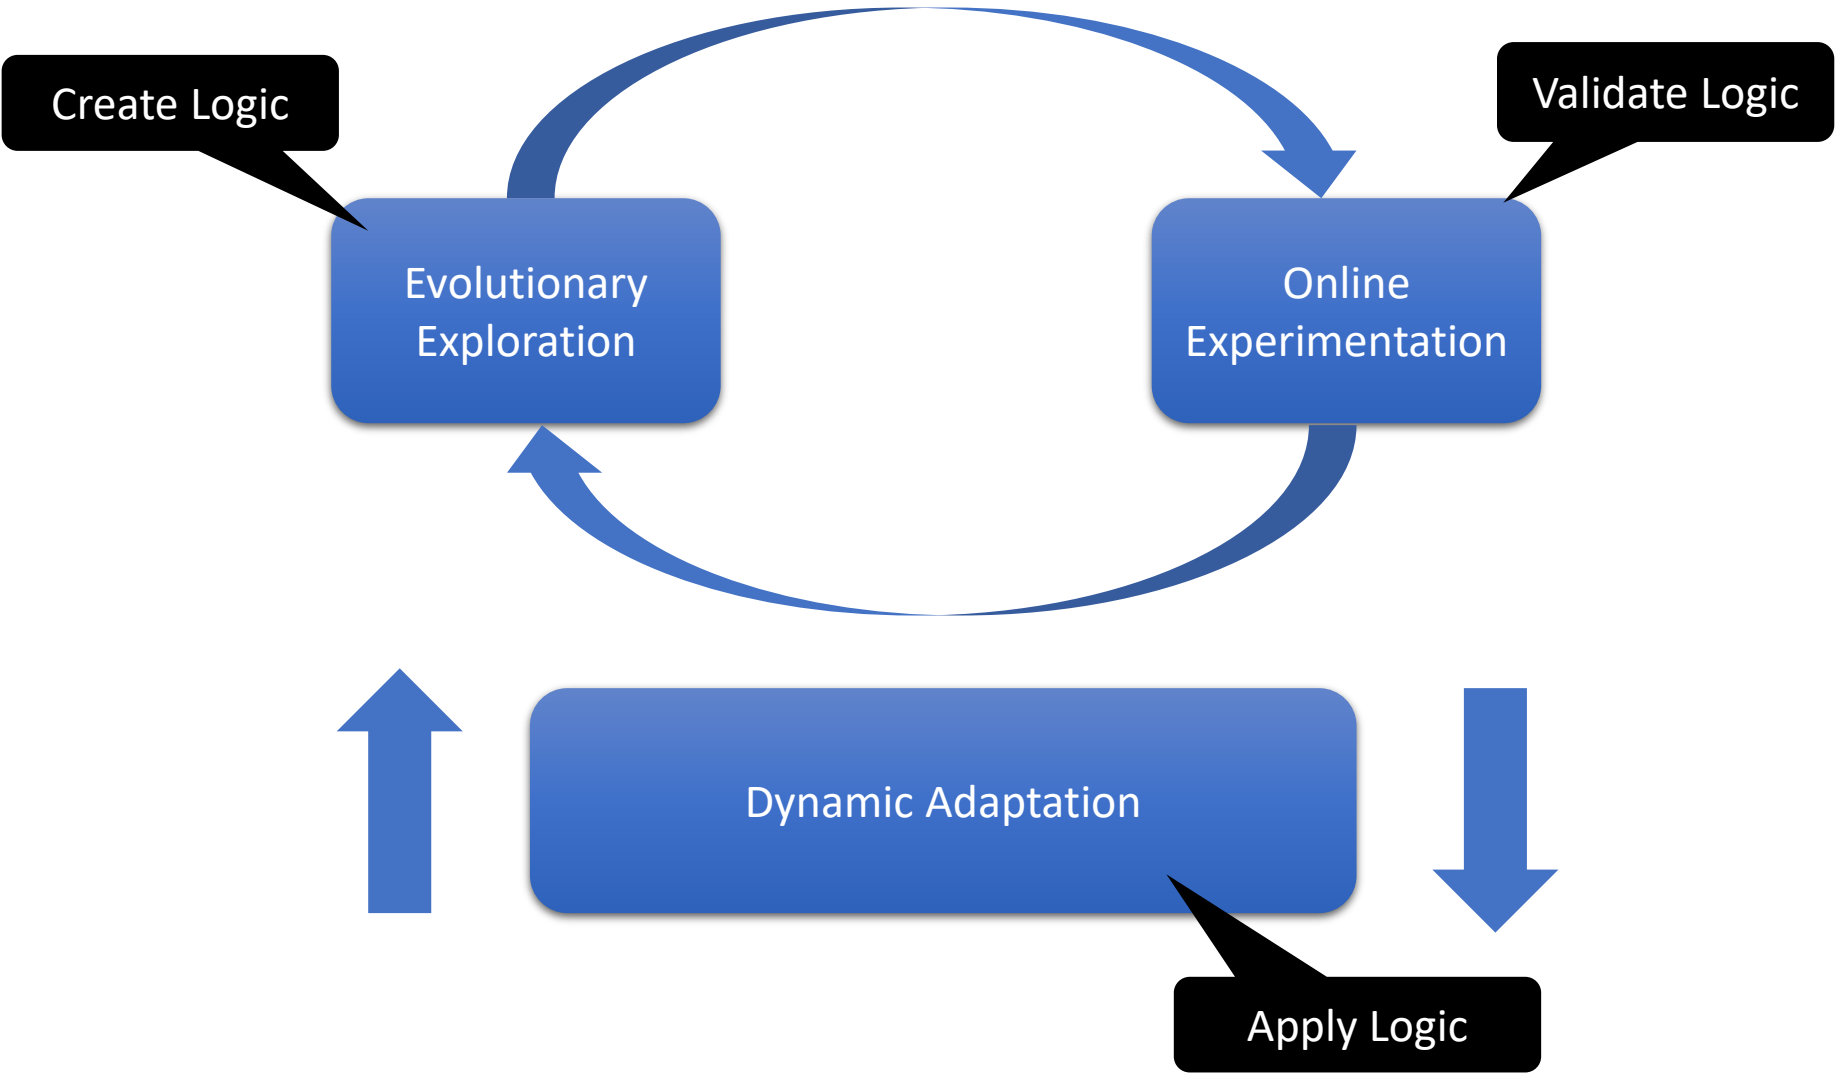 Create Logic
Validate Logic
Evolutionary
Exploration
Online
Experimentation
Dynamic Adaptation
Apply Logic